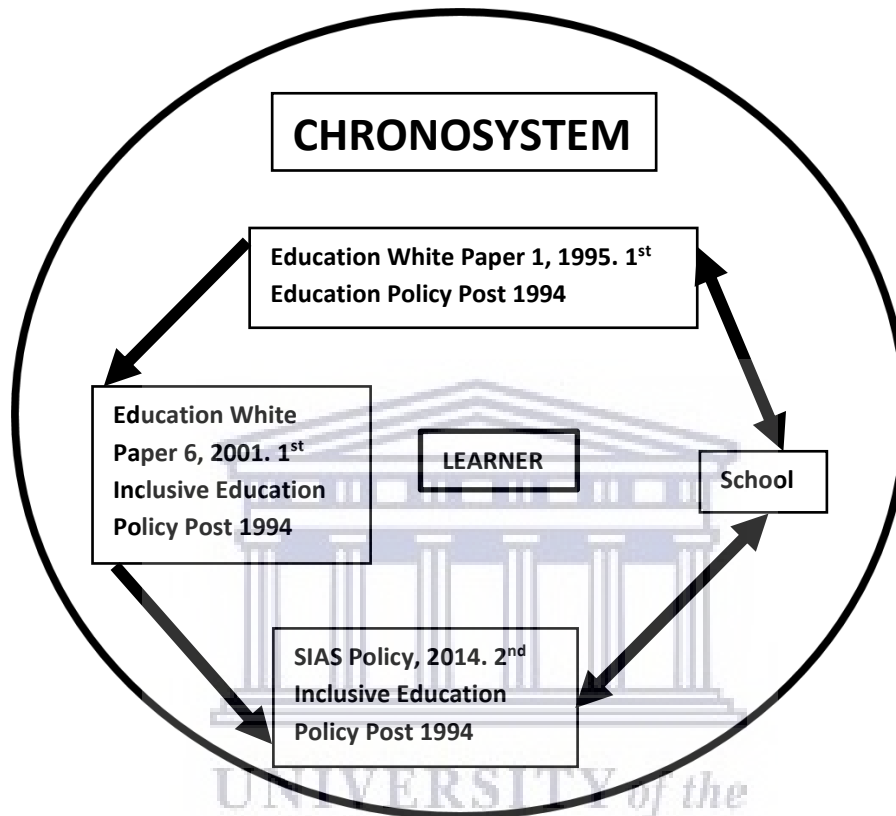 CHRONOSYSTEM
Education White Paper 1, 1995. 1st
Education Policy Post 1994
Education White
Paper 6, 2001. 1st
Inclusive Education
Policy Post 1994
LEARNER
School
SIAS Policy, 2014. 2nd
Inclusive Education
Policy Post 1994
UNIVERSITY of the